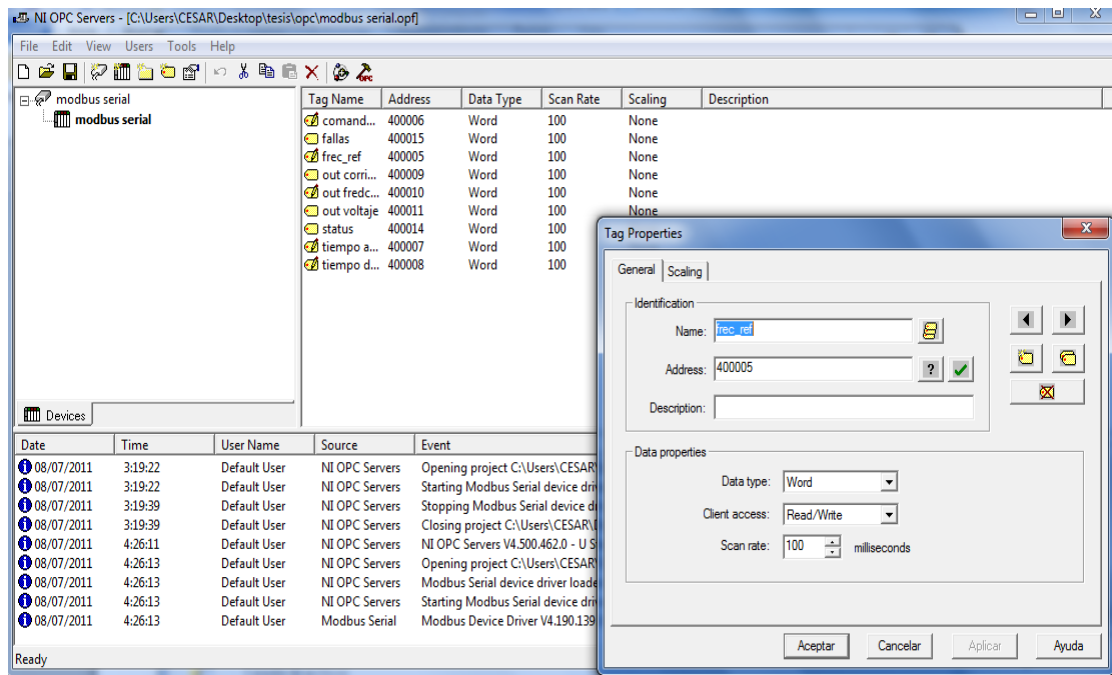 NI OPC Servers - [C:\Users\CESAR\Desktop\tesis\opc\modbus serial.opf]
File Edit View Users Tools Help
modbus serial
modbus serial
Devices
Tag Name Address Data Type Scan Rate Scaling Description
comand... 400006 Word 100 None
fallas 400015 Word 100 None
frec_ref 400005 Word 100 None
out corri... 400009 Word 100 None
out fredc... 400010 Word 100 None
out voltaje 400011 Word 100 None
status 400014 Word 100
tiempo a... 400007 Word 100
tiempo d... 400008 Word 100
Tag Properties
General Scaling
Identification
Name: frec_ref
Address: 400005
Description:
Data properties
Data type: Word
Client access: Read/Write
Scan rate: 100 milliseconds
Aceptar Cancelar Aplicar Ayuda
Date Time User Name Source Event
08/07/2011 3:19:22 Default User NI OPC Servers Opening project C:\Users\CESAR\
08/07/2011 3:19:22 Default User NI OPC Servers Starting Modbus Serial device dri
08/07/2011 3:19:39 Default User NI OPC Servers Stopping Modbus Serial device d
08/07/2011 3:19:39 Default User NI OPC Servers Closing project C:\Users\CESAR\
08/07/2011 4:26:11 Default User NI OPC Servers NI OPC Servers V4.500.462.0 - U S
08/07/2011 4:26:13 Default User NI OPC Servers Opening project C:\Users\CESAR
08/07/2011 4:26:13 Default User NI OPC Servers Modbus Serial device driver loade
08/07/2011 4:26:13 Default User NI OPC Servers Starting Modbus Serial device dri
08/07/2011 4:26:13 Default User Modbus Serial Modbus Device Driver V4.190.139
Ready